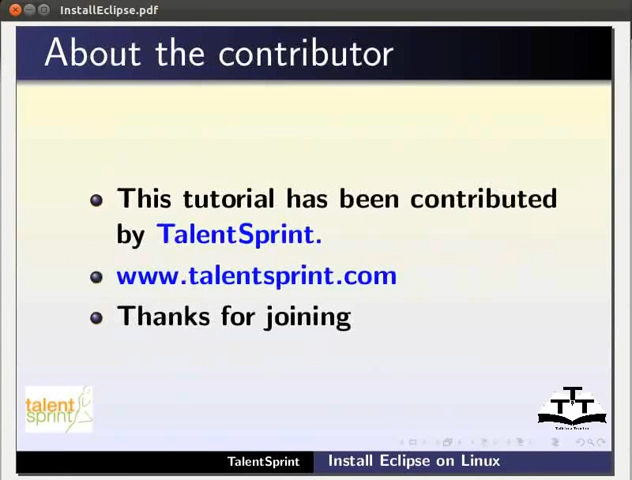 InstallEclipse.pdf
About the contributor
This tutorial has been contributed
by TalentSprint.
www.talentsprint.com
Thanks for joining
talent
sprint
TalentSprint
Install Eclipse on Linux